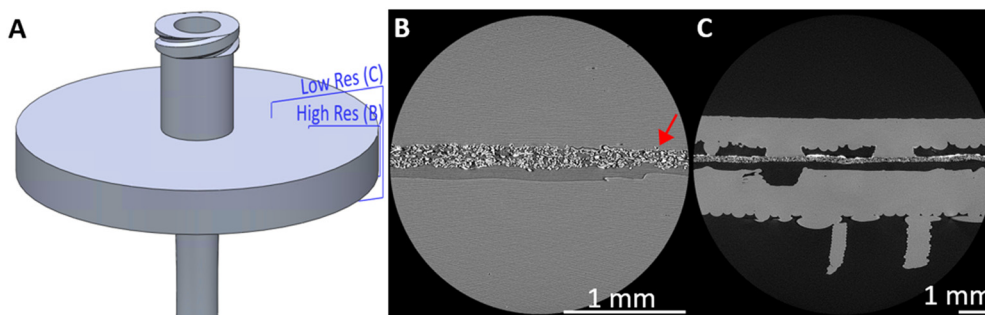 A
Low Res (C)
High Res (B)
B
1 mm
C
1 mm